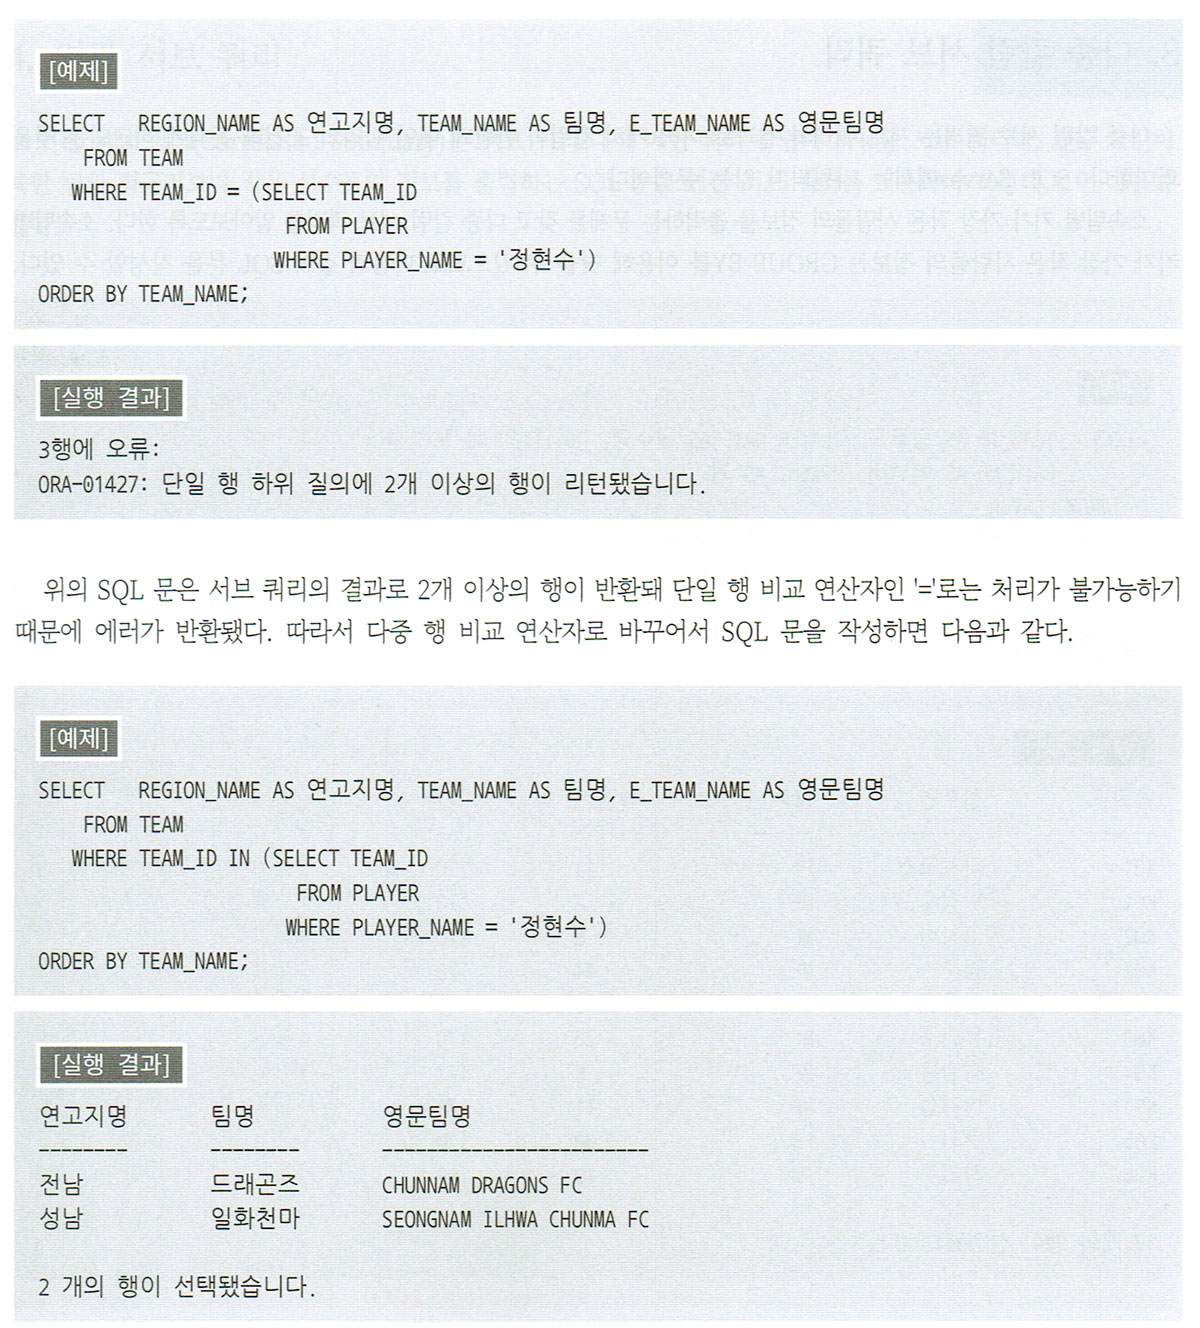 [예제]
SELECT REGION_NAME AS 연고지명, TEAM_NAME AS 팀명, E_TEAM_NAME AS 영문팀명
FROM TEAM
WHERE TEAM_ID = (SELECT TEAM_ID
FROM PLAYER
WHERE PLAYER_NAME = '정현수')
ORDER BY TEAM_NAME;
[실행 결과]
3행에 오류:
ORA-01427: 단일 행 하위 질의에 2개 이상의 행이 리턴됐습니다.
위의 SQL 문은 서브 쿼리의 결과로 2개 이상의 행이 반환돼 단일 행 비교 연산자인 '='로는 처리가 불가능하기
때문에 에러가 반환됐다. 따라서 다중 행 비교 연산자로 바꾸어서 SQL 문을 작성하면 다음과 같다.
[예제]
SELECT REGION_NAME AS 연고지명, TEAM_NAME AS 팀명, E_TEAM_NAME AS 영문팀명
FROM TEAM
WHERE TEAM_ID IN (SELECT TEAM_ID
FROM PLAYER
WHERE PLAYER_NAME = '정현수')
ORDER BY TEAM_NAME;
[실행 결과]
연고지명 팀명 영문팀명
-------- -------- ------------------------
전남 드래곤즈 CHUNNAM DRAGONS FC
성남 일화천마 SEONGNAM ILHWA CHUNMA FC
2 개의 행이 선택됐습니다.